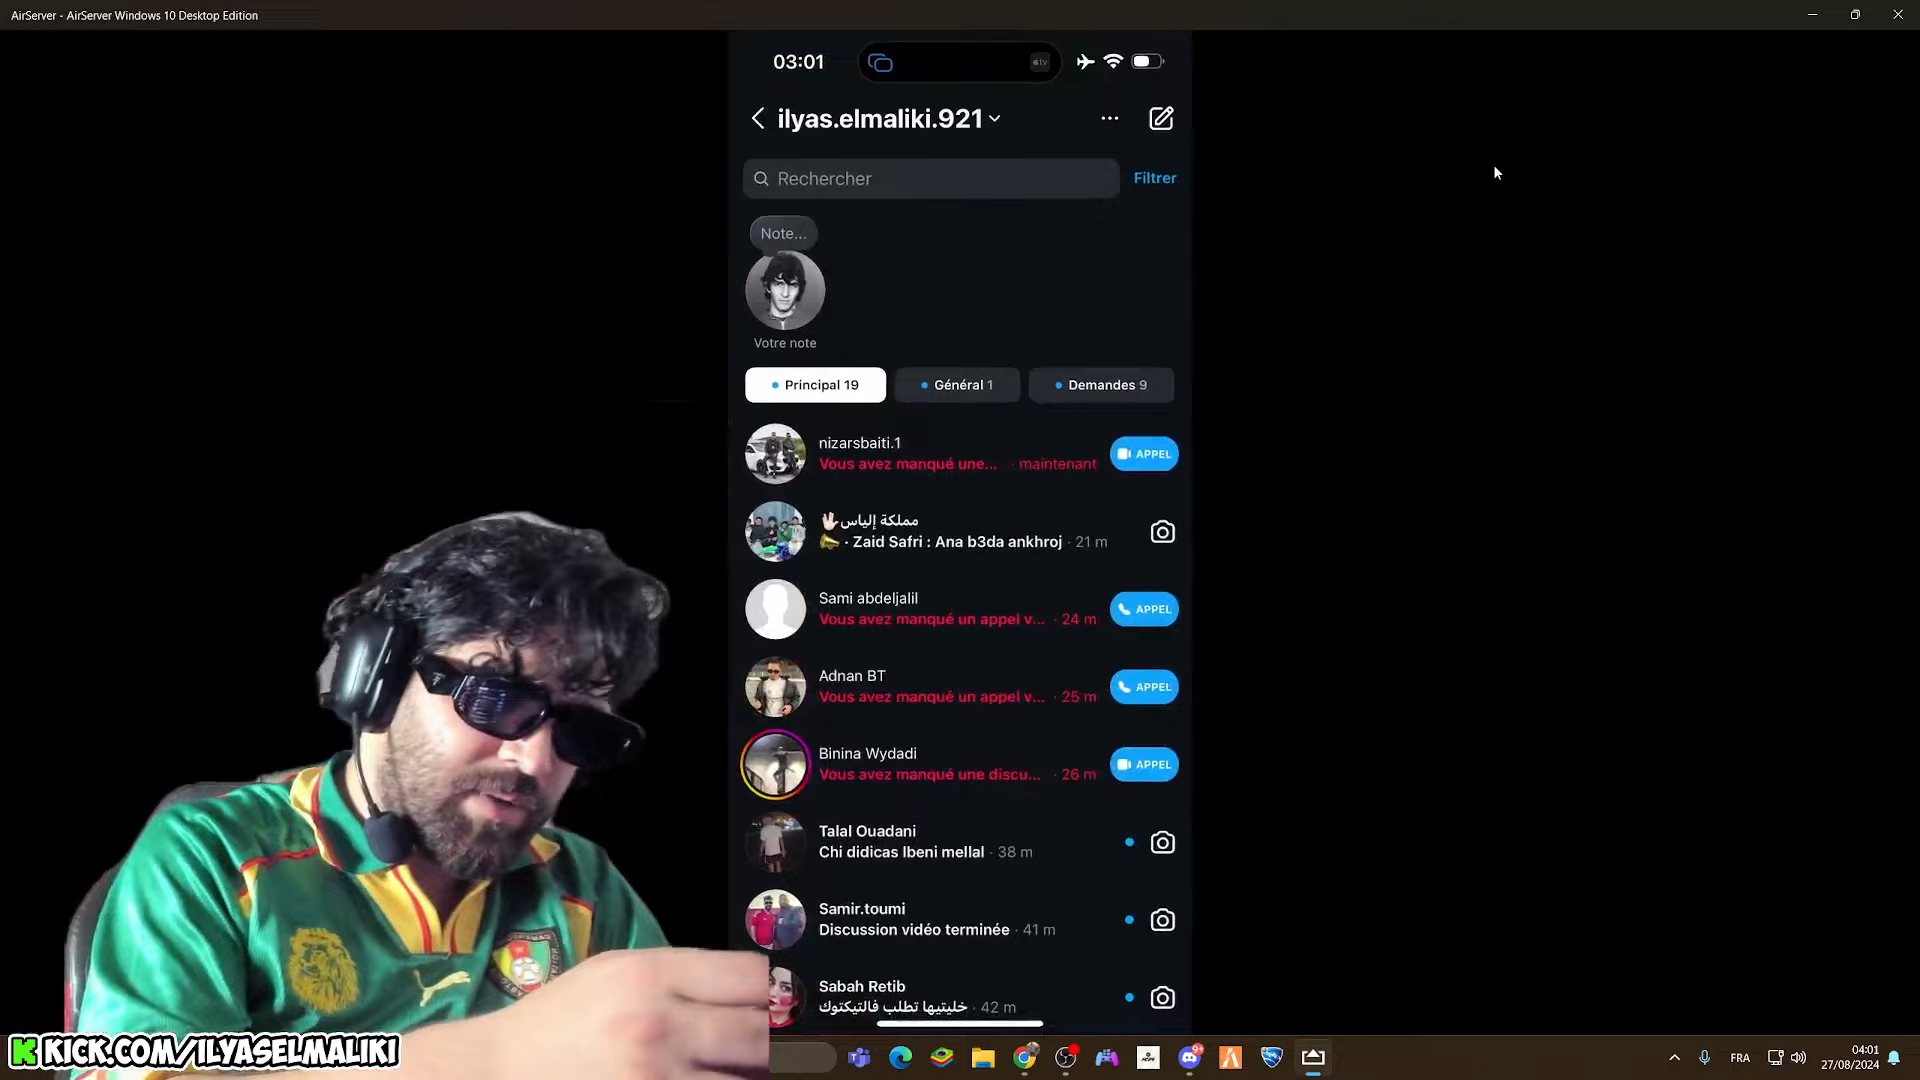 AirServer - AirServer Windows 10 Desktop Edition
03:01
tv
ilyas.elmaliki.921
Rechercher
Filtrer
Note...
Votre note
Principal 19
Général 1
Demandes 9
nizarsbaiti.1
Vous avez manqué une... · maintenant
APPEL
مملكة إلياس🖖🏻
📣 · Zaid Safri : Ana b3da ankhroj · 21 m
Sami abdeljalil
Vous avez manqué un appel v... · 24 m
APPEL
Adnan BT
Vous avez manqué un appel v... · 25 m
APPEL
Binina Wydadi
Vous avez manqué une discu... · 26 m
APPEL
Talal Ouadani
Chi didicas lbeni mellal · 38 m
Samir.toumi
Discussion vidéo terminée · 41 m
Sabah Retib
خليتيها تطلب فالتيكتوك · 42 m
KICK.COM/ILYASELMALIKI
9+
FRA
04:01
27/08/2024